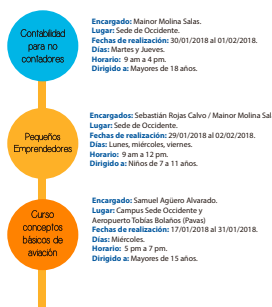 Contabilidad
para no
contadores
Encargado: Mainor Molina Salas.
Lugar: Sede de Occidente.
Fechas de realización: 30/01/2018 al 01/02/2018.
Días: Martes y Jueves.
Horario: 9 am a 4 pm.
Dirigido a: Mayores de 18 años.
Pequeños
Emprendedores
Encargados: Sebastián Rojas Calvo / Mainor Molina Sal
Lugar: Sede de Occidente.
Fechas de realización: 29/01/2018 al 02/02/2018.
Días: Lunes, miércoles, viernes.
Horario: 9 am a 12 pm.
Dirigido a: Niños de 7 a 11 años.
Curso
conceptos
básicos de
aviación
Encargado: Samuel Agüero Alvarado.
Lugar: Campus Sede Occidente y
Aeropuerto Tobías Bolaños (Pavas)
Fechas de realización: 17/01/2018 al 31/01/2018.
Días: Miércoles.
Horario: 5 pm a 7 pm.
Dirigido a: Mayores de 15 años.